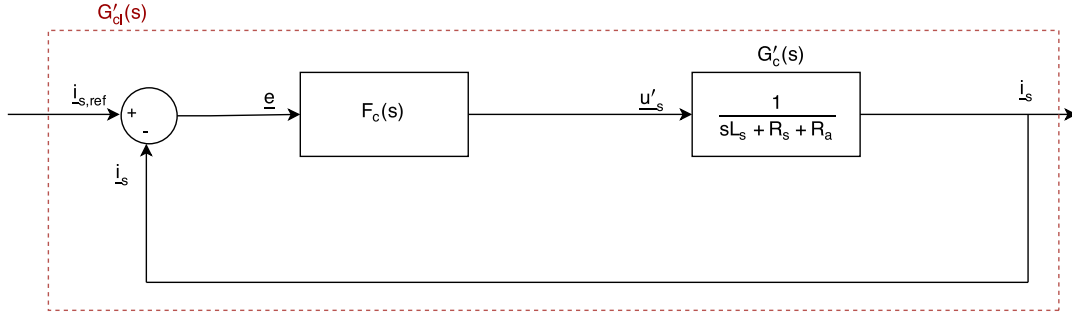 G′cl(s)
G′c(s)
is,ref
+
-
e
Fc(s)
u′s
1
sLs + Rs + Ra
is
is